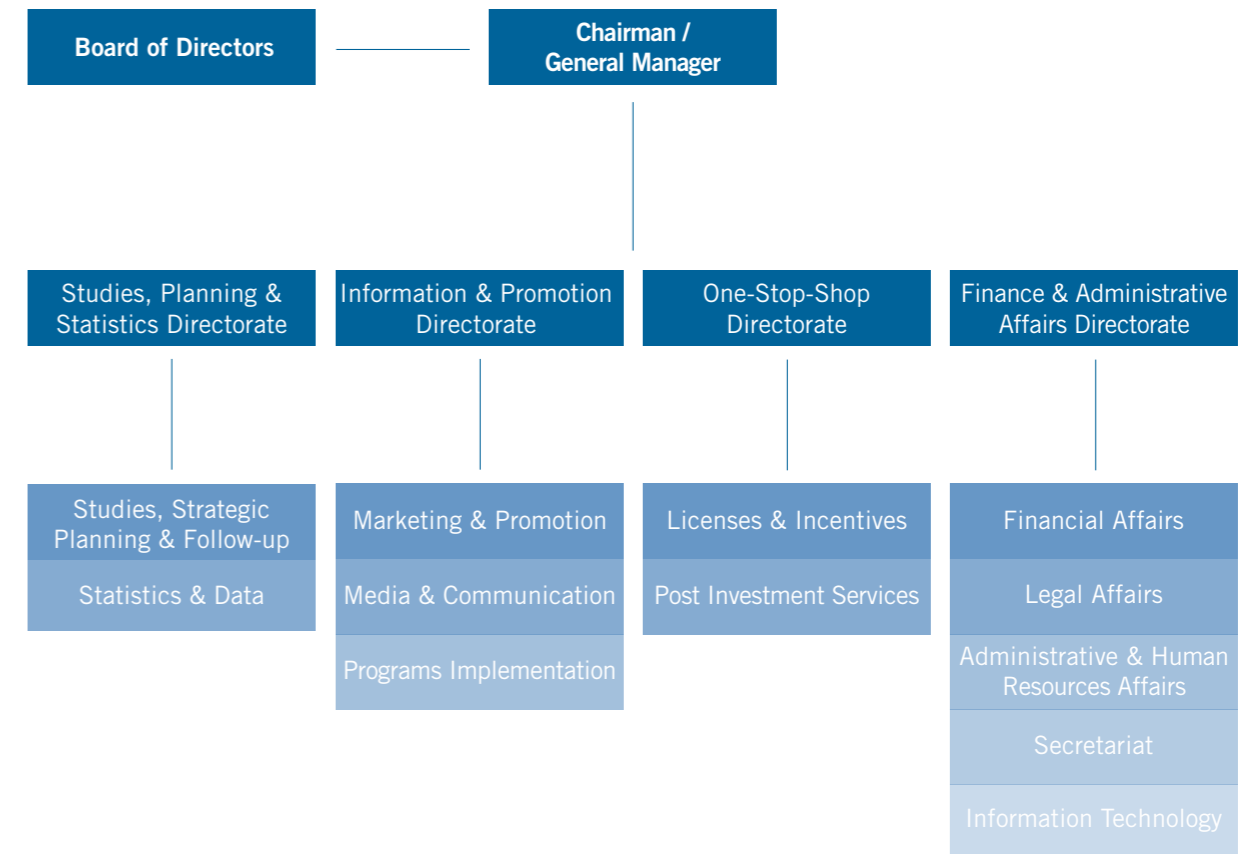 Board of Directors
Chairman /
General Manager
Studies, Planning &
Statistics Directorate
Information & Promotion
Directorate
One-Stop-Shop
Directorate
Finance & Administrative
Affairs Directorate
Studies, Strategic
Planning & Follow-up
Statistics & Data
Marketing & Promotion
Media & Communication
Programs Implementation
Licenses & Incentives
Post Investment Services
Financial Affairs
Legal Affairs
Administrative & Human
Resources Affairs
Secretariat
Information Technology